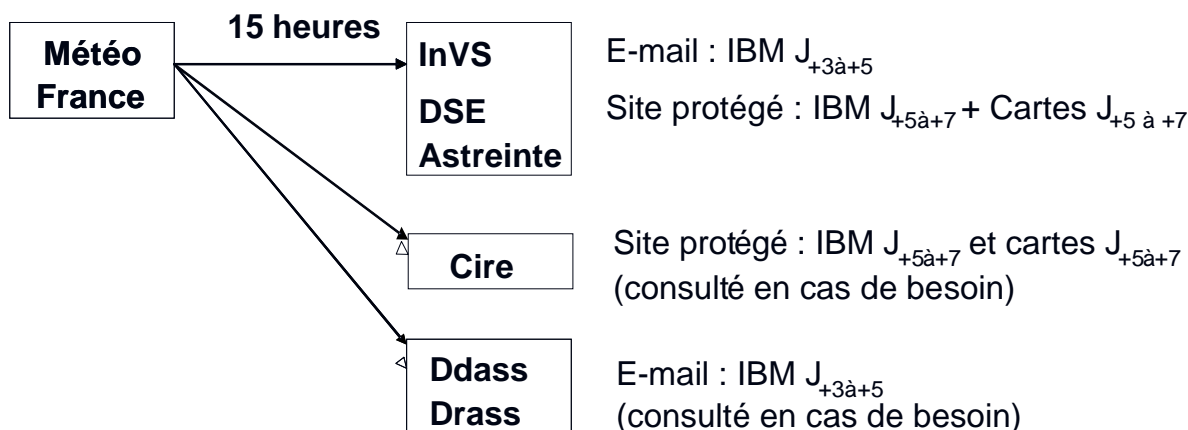 15 heures
Météo
France
InVS
DSE
Astreinte
E-mail : IBM J+3à+5
Site protégé : IBM J+5à+7 + Cartes J+5 à +7
Cire
Site protégé : IBM J+5à+7 et cartes J+5à+7
(consulté en cas de besoin)
Ddass
Drass
E-mail : IBM J+3à+5
(consulté en cas de besoin)